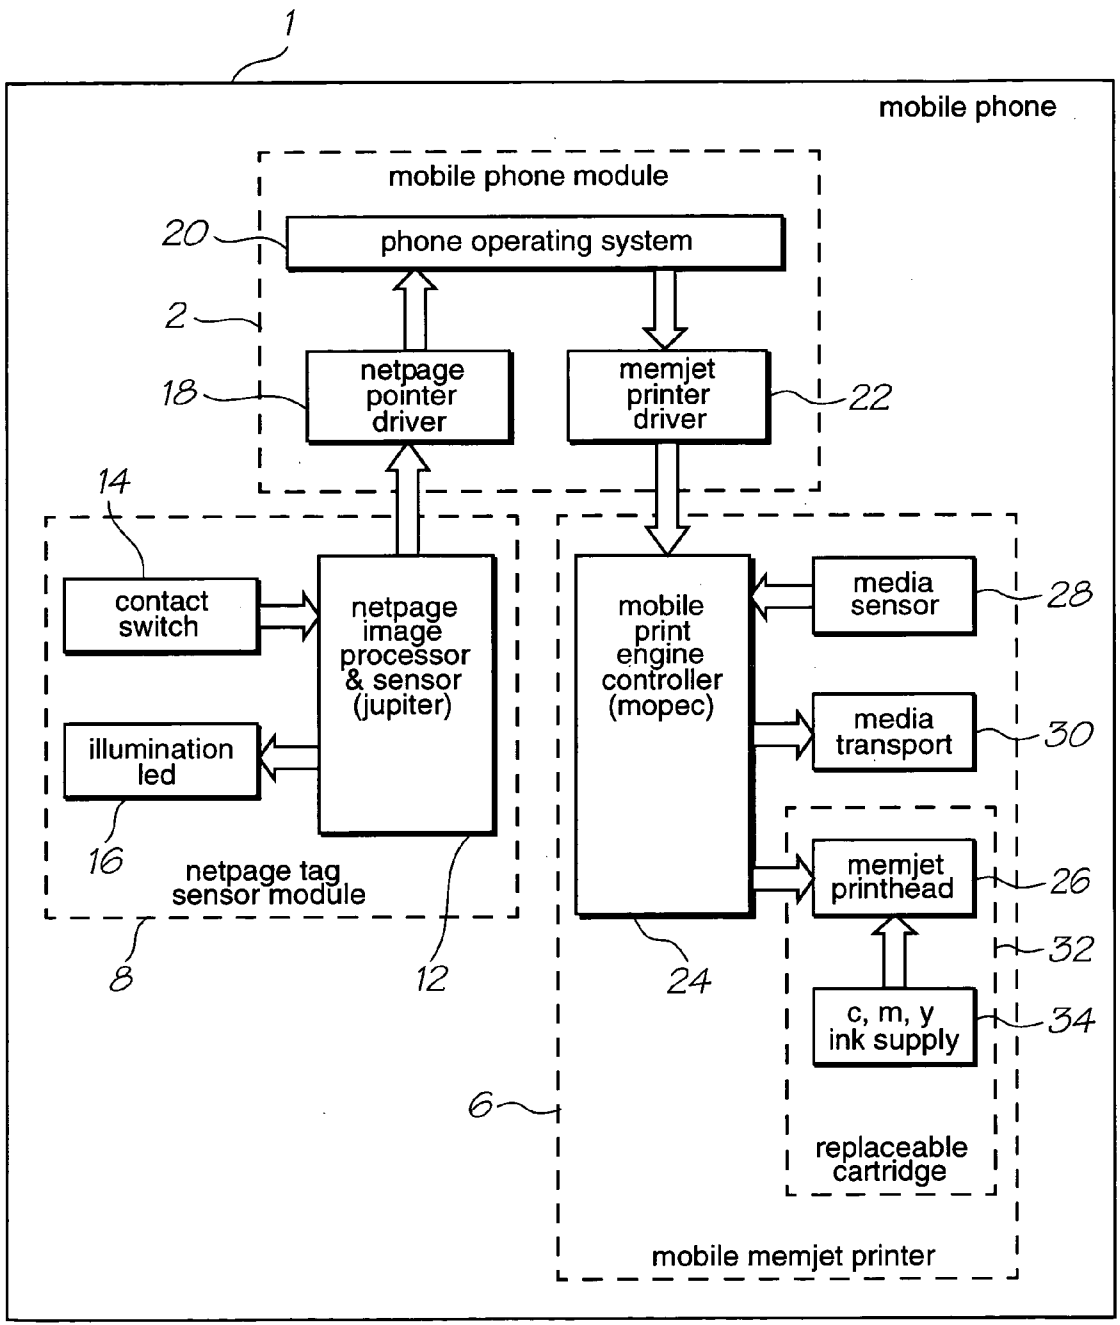 1
mobile phone
mobile phone module
20
phone operating system
2
18
netpage
pointer
driver
memjet
printer
driver
22
14
contact
switch
netpage
image
processor
& sensor
(jupiter)
illumination
led
16
netpage tag
sensor module
8
12
mobile
print
engine
controller
(mopec)
media
sensor
28
media
transport
30
memjet
printhead
26
32
24
c, m, y
ink supply
34
6
replaceable
cartridge
mobile memjet printer